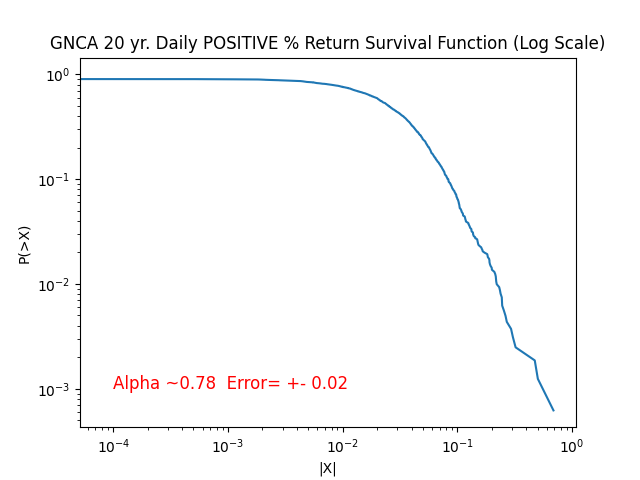 GNCA 20 yr. Daily POSITIVE % Return Survival Function (Log Scale)
10⁰
10⁻¹
10⁻²
10⁻³
P(>X)
Alpha ~0.78  Error= +- 0.02
10⁻⁴ 10⁻³ 10⁻² 10⁻¹ 10⁰
|X|